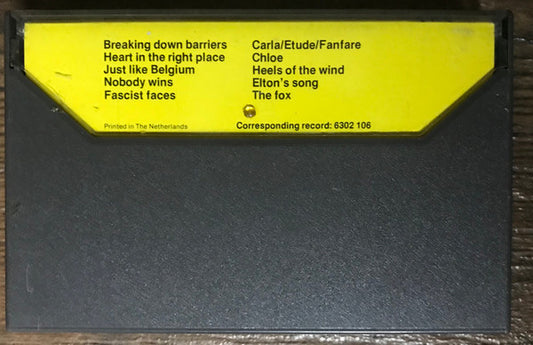 Breaking down barriers
Heart in the right place
Just like Belgium
Nobody wins
Fascist faces
Carla/Etude/Fanfare
Chloe
Heels of the wind
Elton's song
The fox
Printed in The Netherlands
Corresponding record: 6302 106